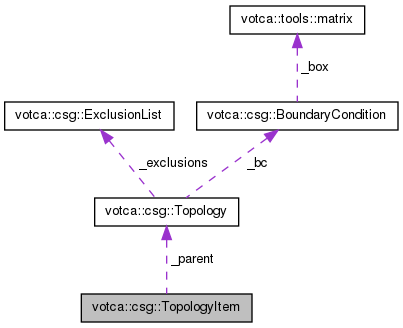 votca::tools::matrix
_box
votca::csg::ExclusionList
votca::csg::BoundaryCondition
_exclusions
_bc
votca::csg::Topology
_parent
votca::csg::TopologyItem